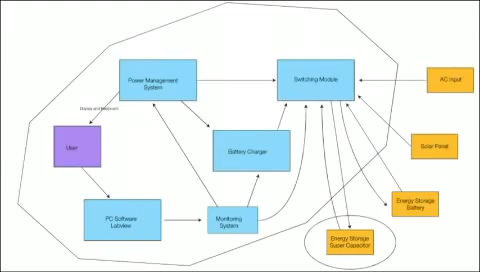 Power Management
System
Switching Module
AC Input
Display and
User
Battery Charger
Solar Panel
PC Software
Labview
Monitoring
System
Energy Storage
Battery
Energy Storage
Super Capacitor